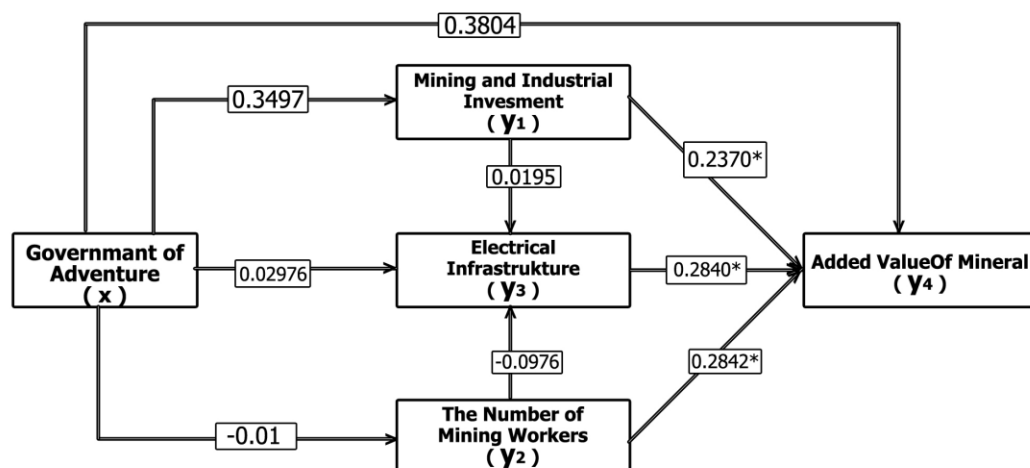 0.3804
Mining and Industrial
Invesment
( y1 )
0.3497
0.2370*
0.0195
Governmant of
Adventure
( x )
0.02976
Electrical
Infrastrukture
( y3 )
0.2840*
Added ValueOf Mineral
( y4 )
-0.0976
0.2842*
-0.01
The Number of
Mining Workers
( y2 )